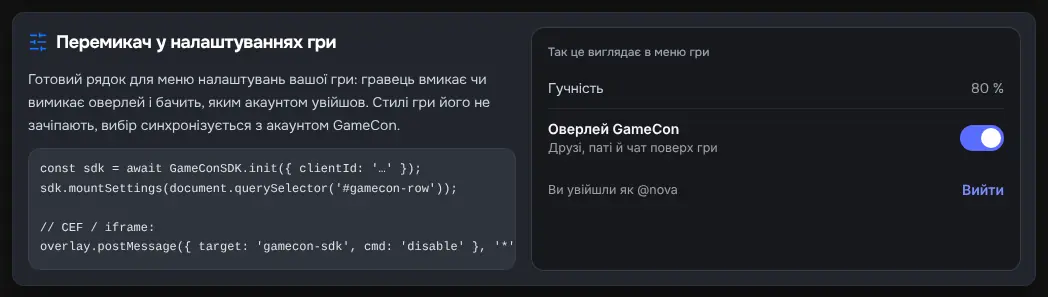 Перемикач у налаштуваннях гри
Готовий рядок для меню налаштувань вашої гри: гравець вмикає чи
вимикає оверлей і бачить, яким акаунтом увійшов. Стилі гри його не
зачіпають, вибір синхронізується з акаунтом GameCon.
const sdk = await GameConSDK.init({ clientId: '…' });
sdk.mountSettings(document.querySelector('#gamecon-row'));
// CEF / iframe:
overlay.postMessage({ target: 'gamecon-sdk', cmd: 'disable' }, '*'
Так це виглядає в меню гри
Гучність 80 %
Оверлей GameCon
Друзі, паті й чат поверх гри
Ви увійшли як @nova Вийти